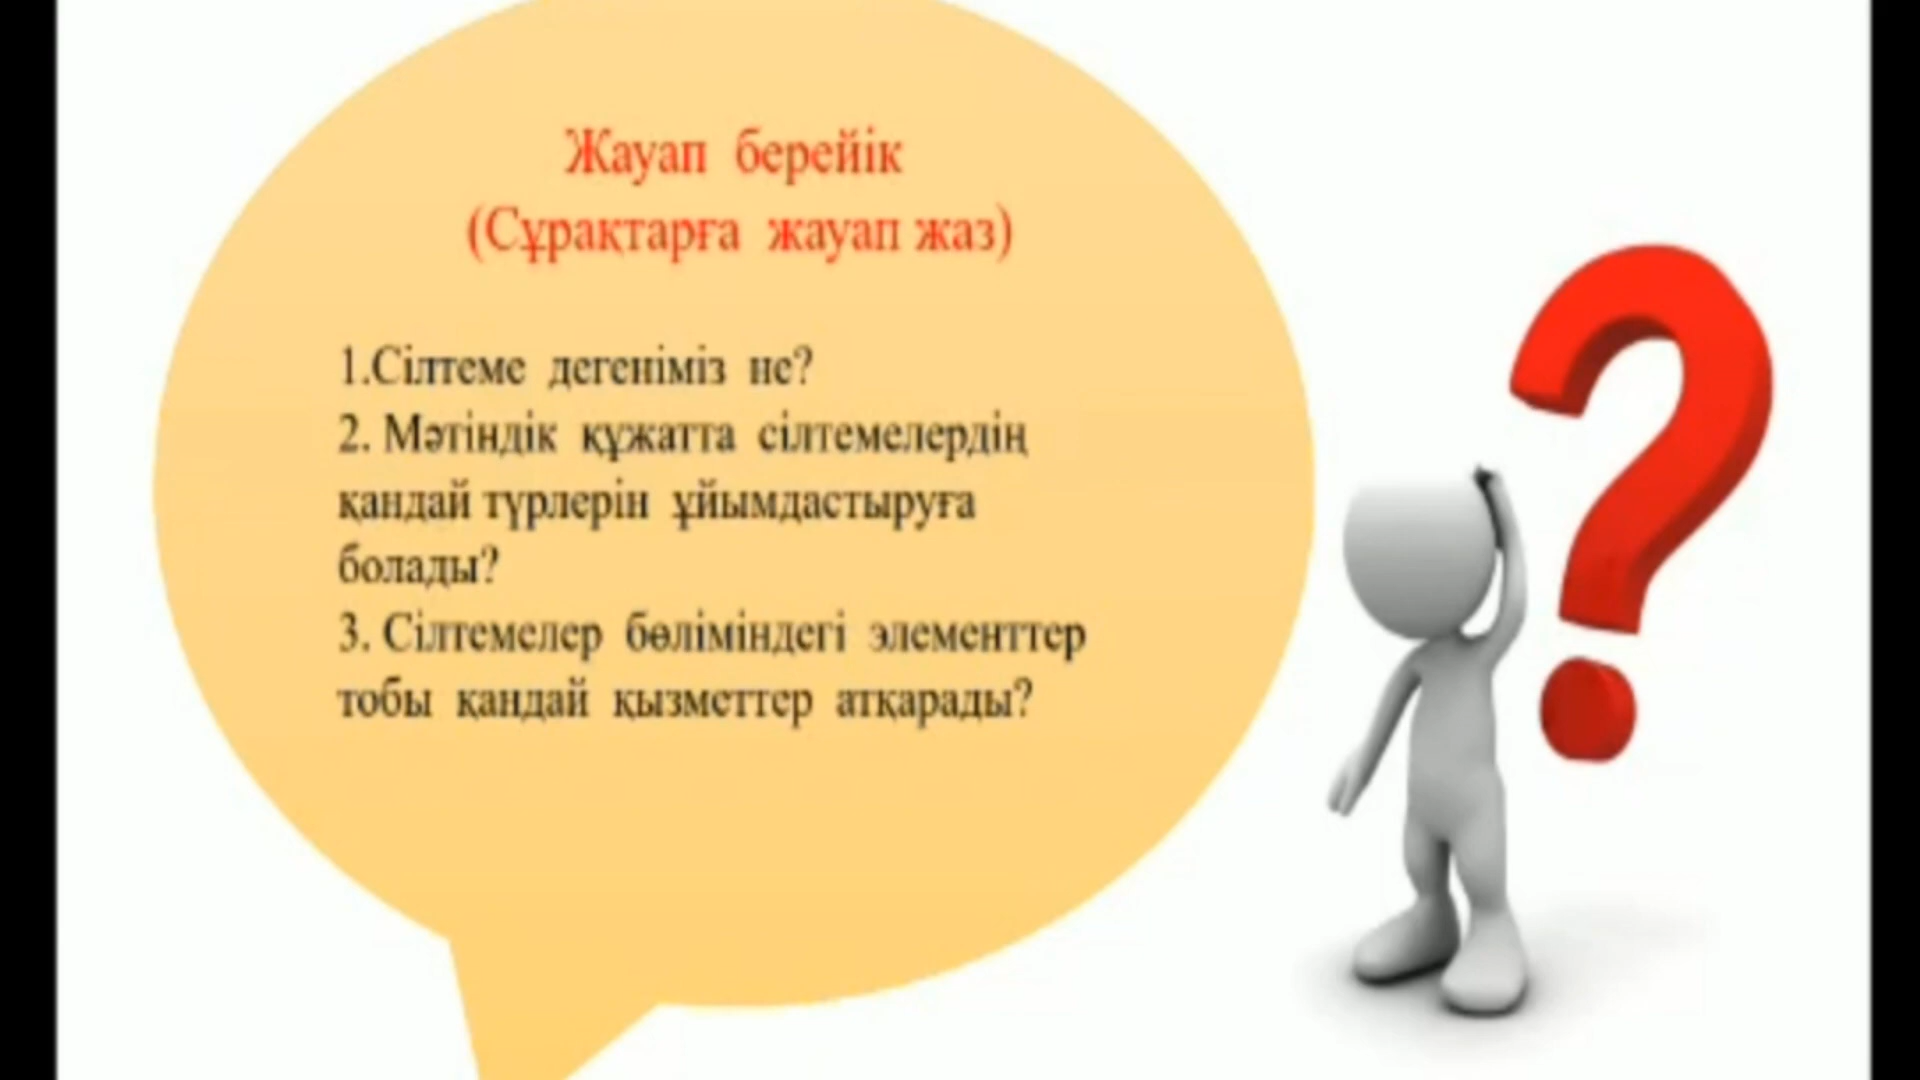 Жауап берейік
(Сұрақтарға жауап жаз)
1.Сілтеме дегеніміз не?
2. Мәтіндік құжатта сілтемелердің
қандай түрлерін ұйымдастыруға
болады?
3. Сілтемелер бөліміндегі элементтер
тобы қандай қызметтер атқарады?